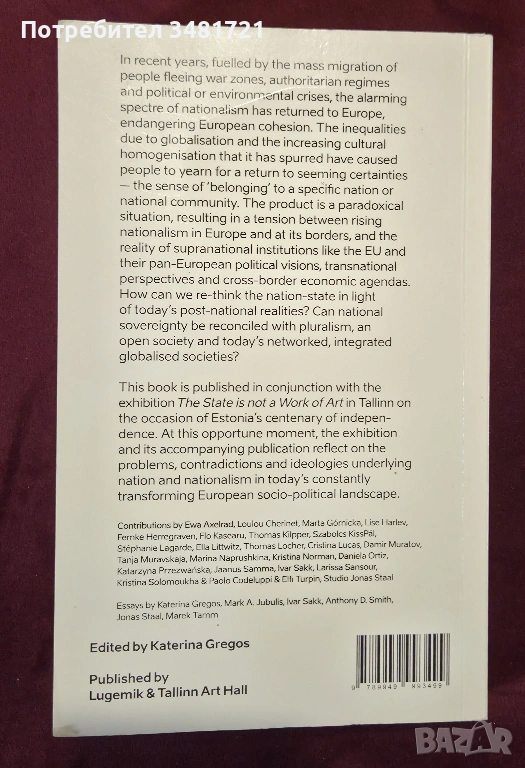 Потребител 3481721
In recent years, fuelled by the mass migration of
people fleeing war zones, authoritarian regimes
and political or environmental crises, the alarming
spectre of nationalism has returned to Europe,
endangering European cohesion. The inequalities
due to globalisation and the increasing cultural
homogenisation that it has spurred have caused
people to yearn for a return to seeming certainties
— the sense of 'belonging' to a specific nation or
national community. The product is a paradoxical
situation, resulting in a tension between rising
nationalism in Europe and at its borders, and the
reality of supranational institutions like the EU and
their pan-European political visions, transnational
perspectives and cross-border economic agendas.
How can we re-think the nation-state in light
of today's post-national realities? Can national
sovereignty be reconciled with pluralism, an
open society and today's networked, integrated
globalised societies?
This book is published in conjunction with the
exhibition The State is not a Work of Art in Tallinn on
the occasion of Estonia's centenary of indepen-
dence. At this opportune moment, the exhibition
and its accompanying publication reflect on the
problems, contradictions and ideologies underlying
nation and nationalism in today's constantly
transforming European socio-political landscape.
Contributions by Ewa Axelrad, Loulou Cherinet, Marta Górnicka, Lise Harlev,
Femke Herregraven, Flo Kasearu, Thomas Kilpper, Szabolcs KissPál,
Stéphanie Lagarde, Ella Littwitz, Thomas Locher, Cristina Lucas, Damir Muratov,
Tanja Muravskaja, Marina Naprushkina, Kristina Norman, Daniela Ortiz,
Katarzyna Przezwańska, Jaanus Samma, Ivar Sakk, Larissa Sansour,
Kristina Solomoukha & Paolo Codeluppi & Elfi Turpin, Studio Jonas Staal
Essays by Katerina Gregos, Mark A. Jubulis, Ivar Sakk, Anthony D. Smith,
Jonas Staal, Marek Tamm
Edited by Katerina Gregos
Published by
Lugemik & Tallinn Art Hall
9 789949 993499
БАZАР